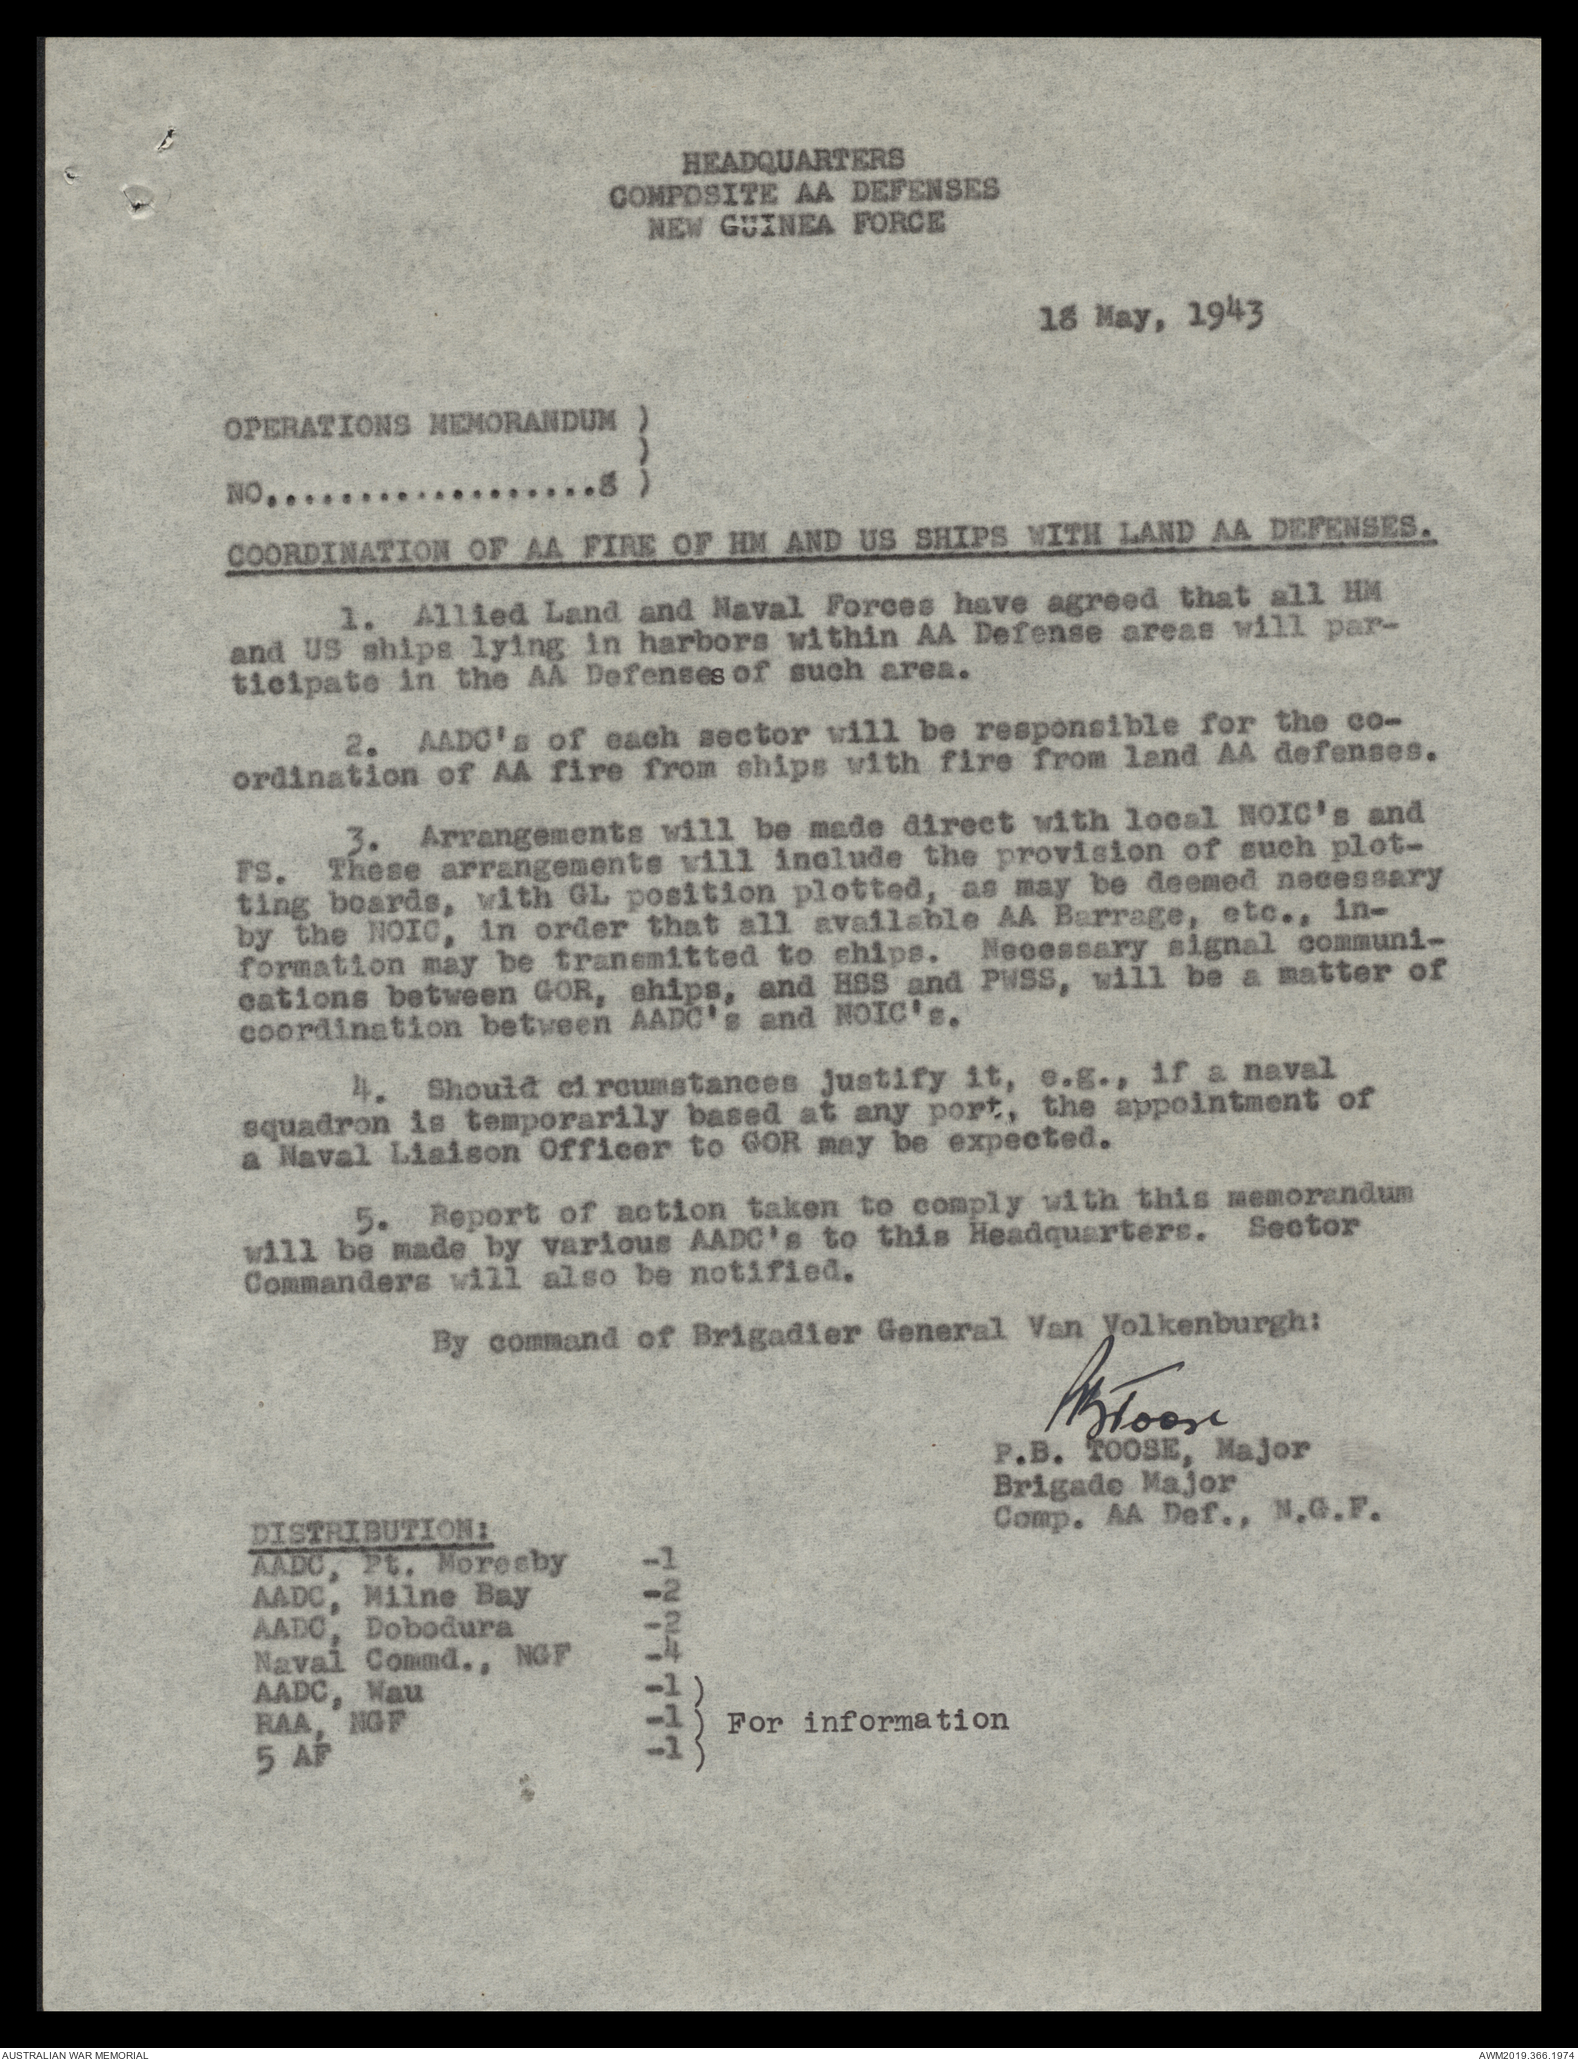 HEADQUARTERS
COMPOSITE AA DEFENSES
NEW GUINEA FORCE
18 May, 1943
OPERATIONS MEMORANDUM )
)
NO...................8 )
COORDINATION OF AA FIRE OF HM AND US SHIPS WITH LAND AA DEFENSES.
1. Allied Land and Naval Forces have agreed that all HM
and US ships lying in harbors within AA Defense areas will par-
ticipate in the AA Defenses of such area.
2. AADC's of each sector will be responsible for the co-
ordination of AA fire from ships with fire from land AA defenses.
3. Arrangements will be made direct with local NOIC's and
FS. These arrangements will include the provision of such plot-
ting boards, with GL position plotted, as may be deemed necessary
by the NOIC, in order that all available AA Barrage, etc., in-
formation may be transmitted to ships. Necessary signal communi-
cations between GOR, ships, and HSS and PWSS, will be a matter of
coordination between AADC's and NOIC's.
4. Should circumstances justify it, e.g., if a naval
squadron is temporarily based at any port, the appointment of
a Naval Liaison Officer to GOR may be expected.
5. Report of action taken to comply with this memorandum
will be made by various AADC's to this Headquarters. Sector
Commanders will also be notified.
By command of Brigadier General Van Volkenburgh:
PBToose
P.B. TOOSE, Major
Brigade Major
Comp. AA Def., N.G.F.
DISTRIBUTION:
AADC, Pt. Moresby -1
AADC, Milne Bay -2
AADC, Dobodura -2
Naval Commd., NGF -4
AADC, Wau -1 )
RAA, NGF -1 ) For information
5 AF -1 )
AUSTRALIAN WAR MEMORIAL
AWM2019.366.1974